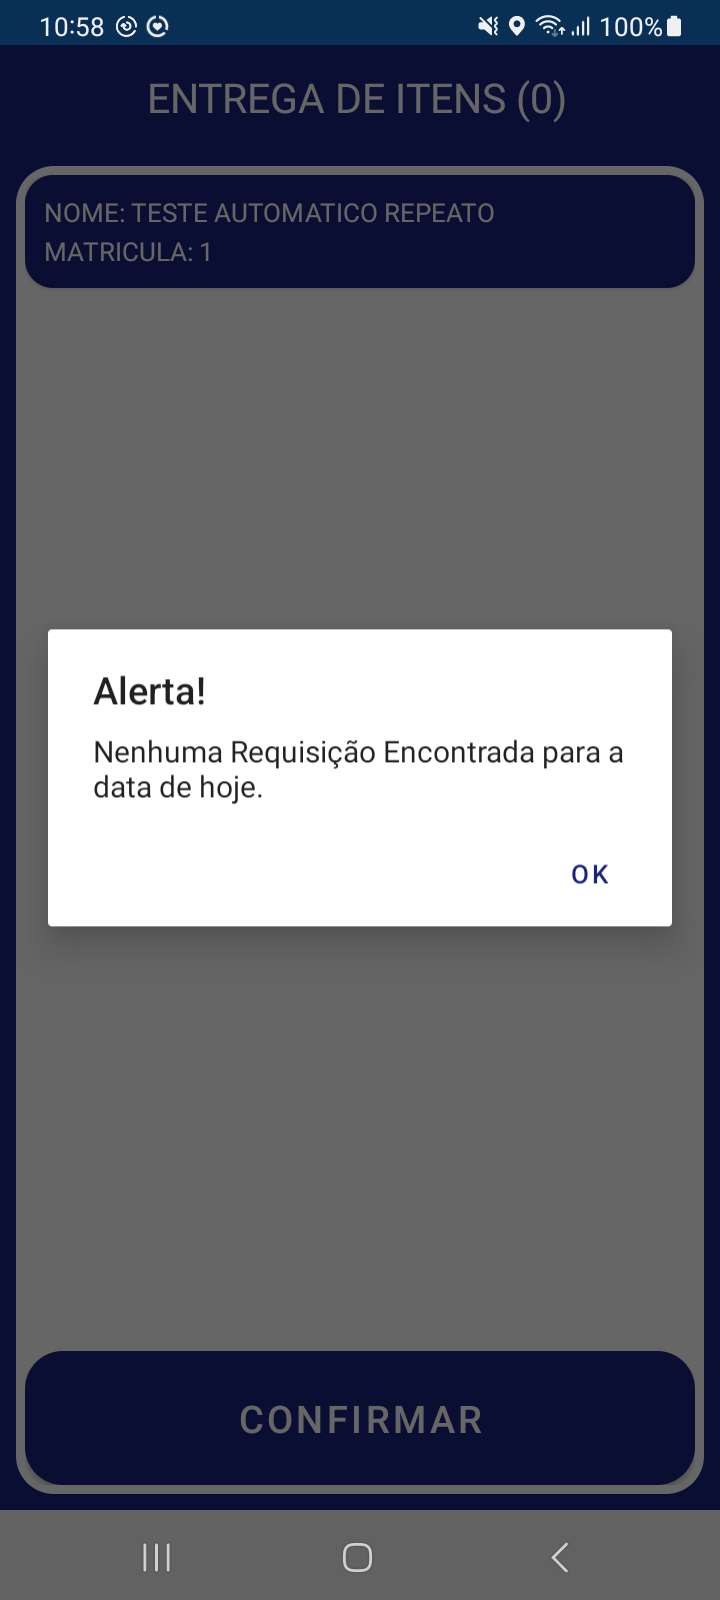 10:58 100%
ENTREGA DE ITENS (0)
NOME: TESTE AUTOMATICO REPEATO
MATRICULA: 1
Alerta!
Nenhuma Requisição Encontrada para a
data de hoje.
OK
CONFIRMAR